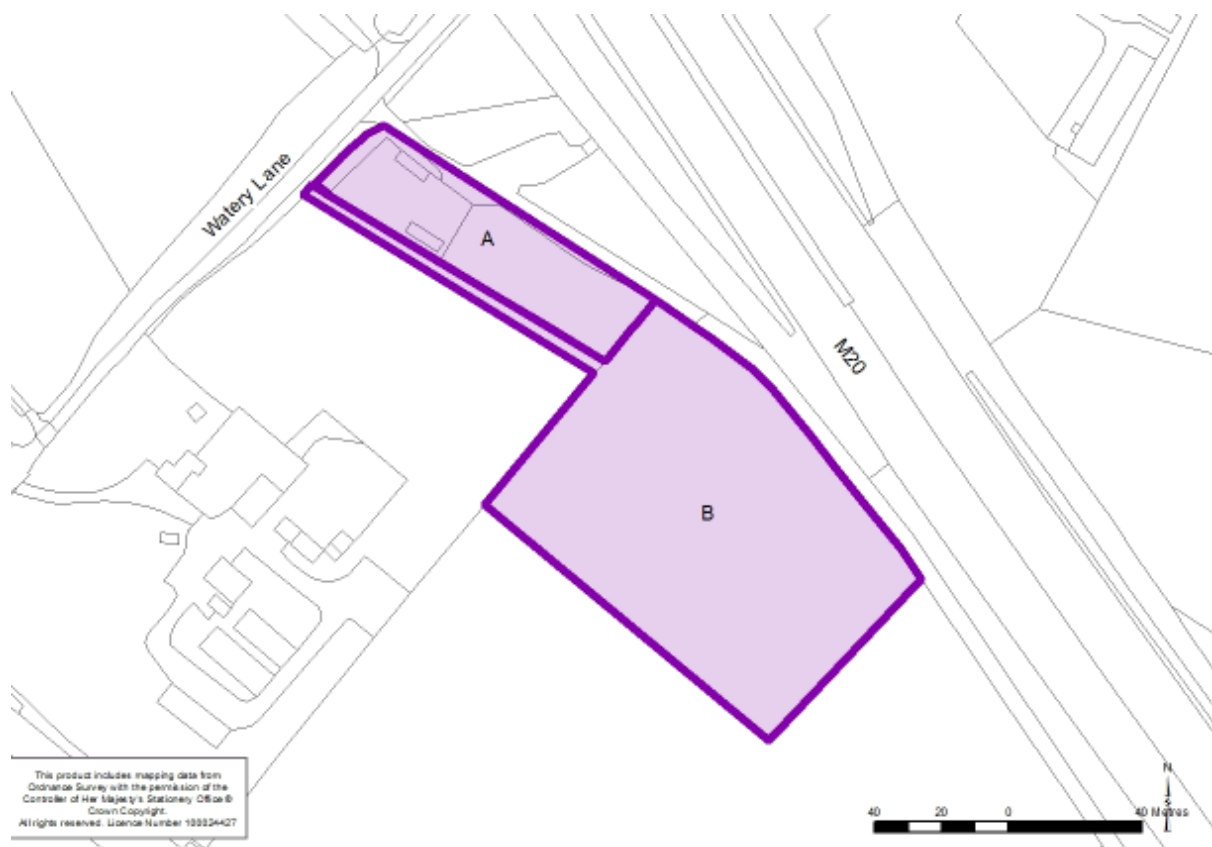 Watery Lane
A
M20
B
This product includes mapping data from
Ordnance Survey with the permission of the
Controller of Her Majesty's Stationery Office ©
Crown Copyright.
All rights reserved. Licence Number 100024427
N
40 20 0 40 Metres